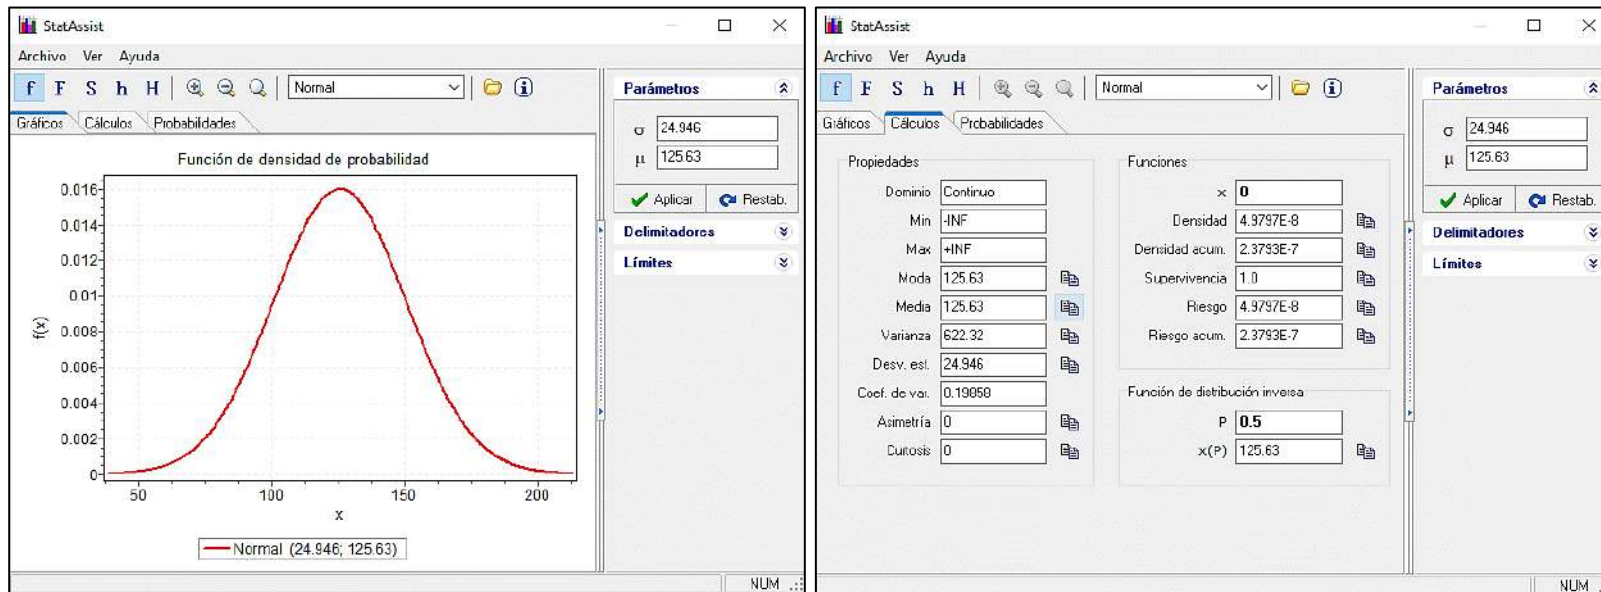 StatAssist
Archivo Ver Ayuda
f F S h H Normal
Gráficos Cálculos Probabilidades
Función de densidad de probabilidad
0.016
0.014
0.012
0.01
0.008
0.006
0.004
0.002
0
f(x)
50 100 150 200
x
Normal (24.946; 125.63)
Parámetros
σ 24.946
μ 125.63
Aplicar Restab.
Delimitadores
Límites
NUM
StatAssist
Archivo Ver Ayuda
f F S h H Normal
Gráficos Cálculos Probabilidades
Propiedades
Dominio Continuo
Min -INF
Max +INF
Moda 125.63
Media 125.63
Varianza 622.32
Desv. est. 24.946
Coef. de var. 0.19858
Asimetría 0
Curtosis 0
Funciones
x 0
Densidad 4.9797E-8
Densidad acum. 2.3793E-7
Supervivencia 1.0
Riesgo 4.9797E-8
Riesgo acum. 2.3793E-7
Función de distribución inversa
P 0.5
x(P) 125.63
Parámetros
σ 24.946
μ 125.63
Aplicar Restab.
Delimitadores
Límites
NUM